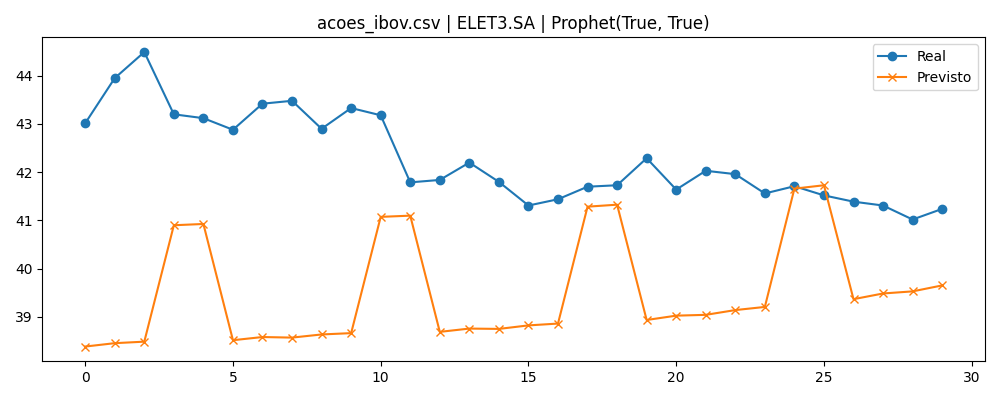 acoes_ibov.csv | ELET3.SA | Prophet(True, True)
Real
Previsto
44
43
42
41
40
39
0 5 10 15 20 25 30